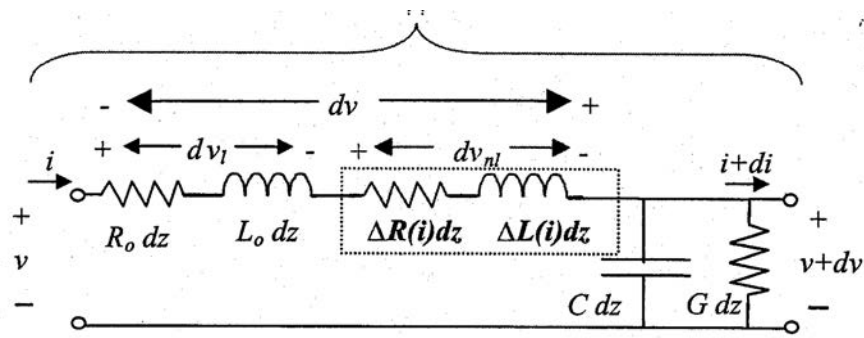 - dv +
+ dv_l - + dv_nl -
i i+di
+ R_o dz L_o dz ΔR(i)dz ΔL(i)dz +
v C dz G dz v+dv
− −